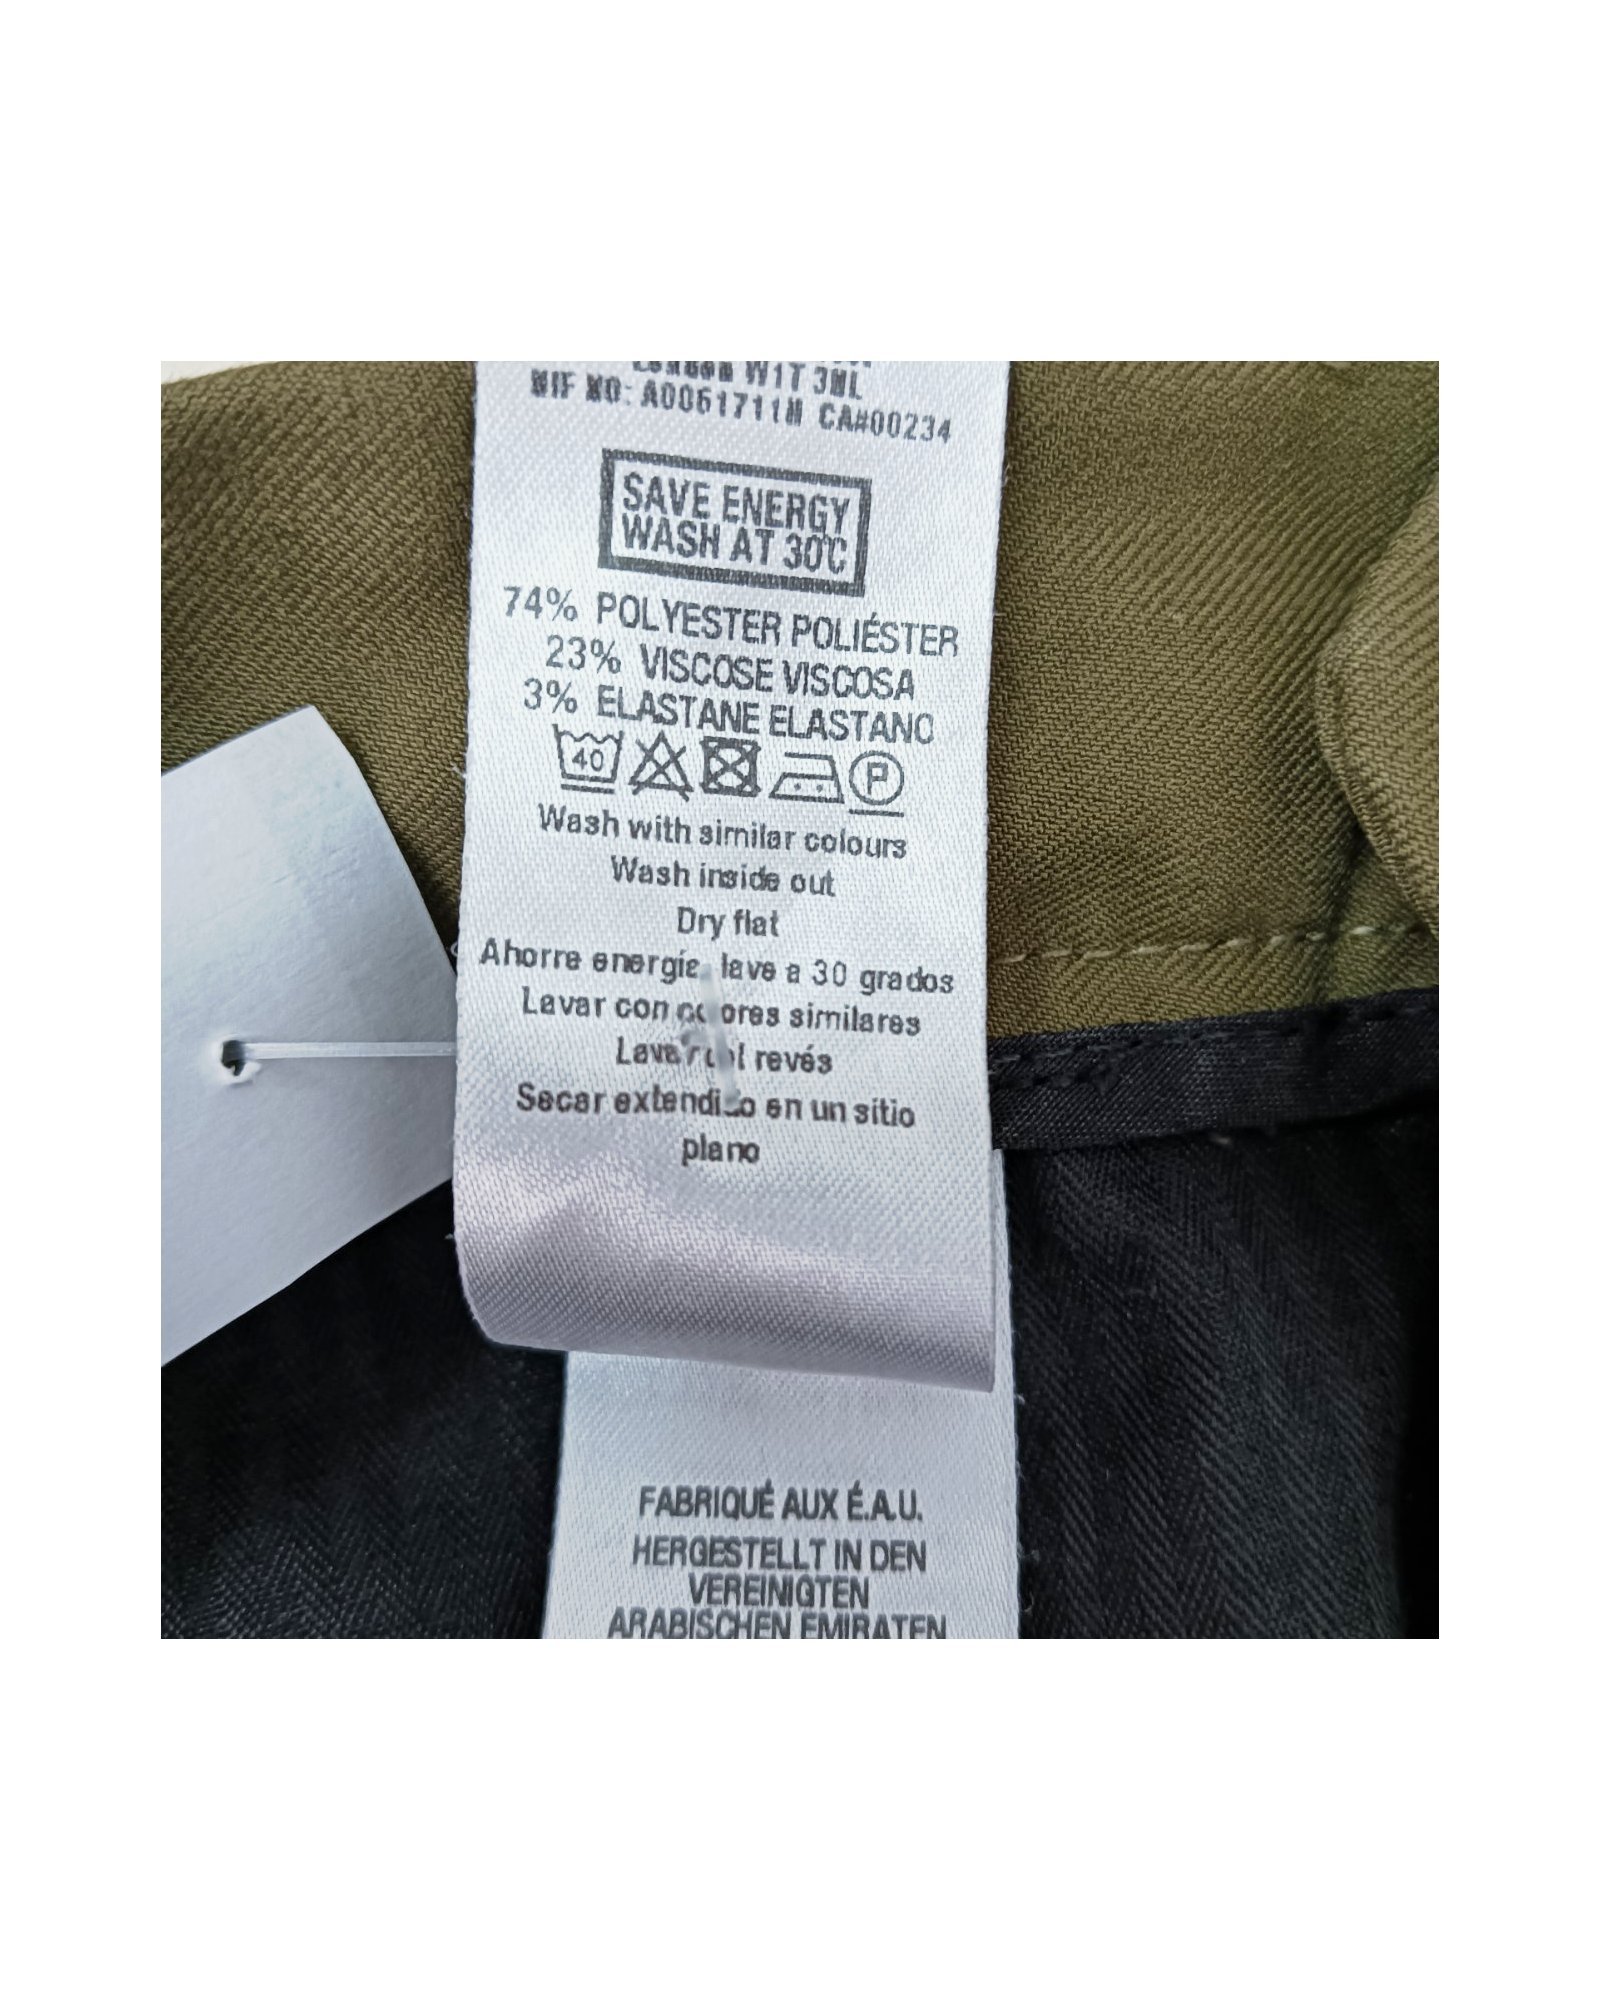 London W1T 3NL
NIF NO: A0061711N CA#00234
SAVE ENERGY
WASH AT 30°C
74% POLYESTER POLIÉSTER
23% VISCOSE VISCOSA
3% ELASTANE ELASTANO
40
P
Wash with similar colours
Wash inside out
Dry flat
Ahorre energía, lave a 30 grados
Lavar con colores similares
Lavar del revés
Secar extendido en un sitio
plano
FABRIQUÉ AUX É.A.U.
HERGESTELLT IN DEN
VEREINIGTEN
ARABISCHEN EMIRATEN